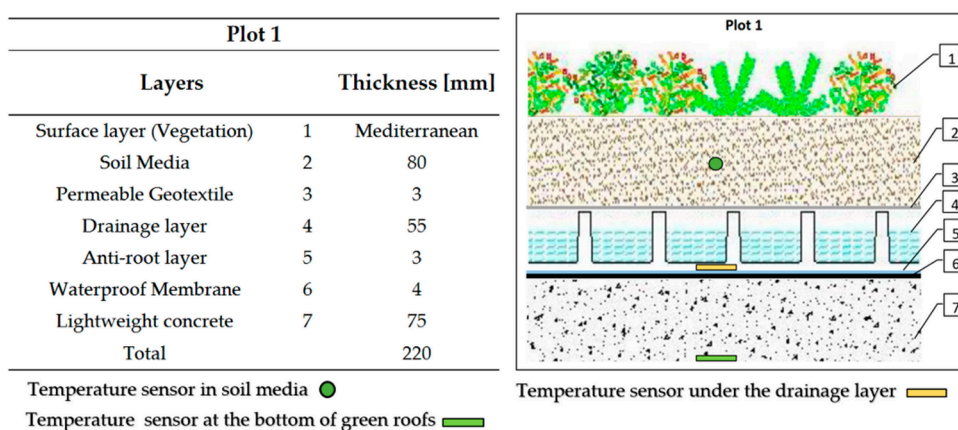 Plot 1
Layers Thickness [mm]
Surface layer (Vegetation) 1 Mediterranean
Soil Media 2 80
Permeable Geotextile 3 3
Drainage layer 4 55
Anti-root layer 5 3
Waterproof Membrane 6 4
Lightweight concrete 7 75
Total 220
Temperature sensor in soil media
Temperature sensor at the bottom of green roofs
Plot 1
1
2
3
4
5
6
7
Temperature sensor under the drainage layer